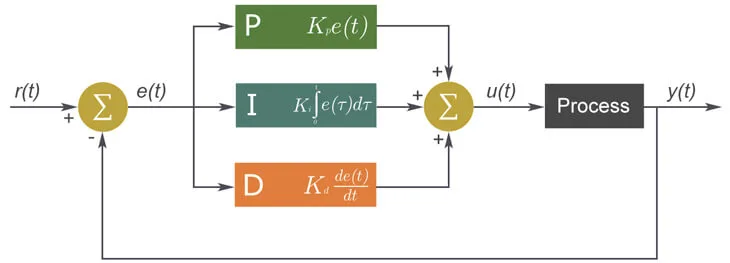 P K_p e(t)
r(t) e(t) I K_i ∫_0^t e(τ)dτ u(t) Process y(t)
Σ Σ
+ - + + +
D K_d de(t)/dt